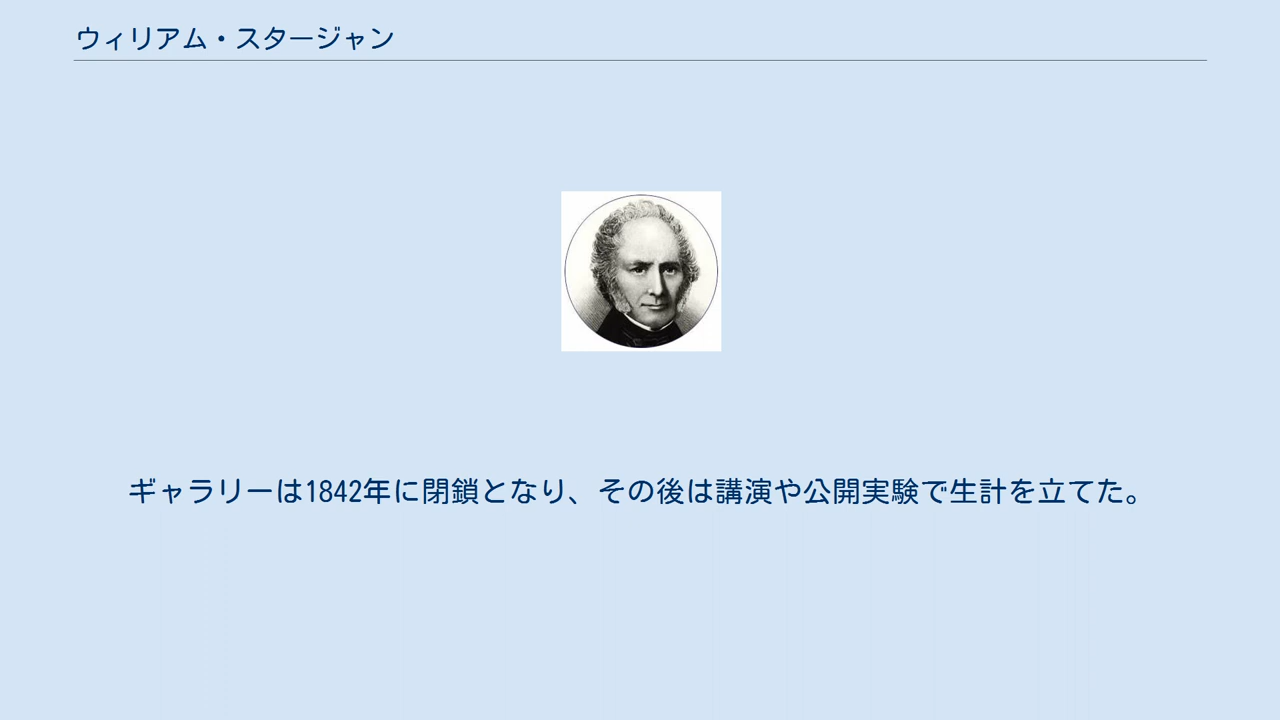 ウィリアム・スタージャン
ギャラリーは1842年に閉鎖となり、その後は講演や公開実験で生計を立てた。